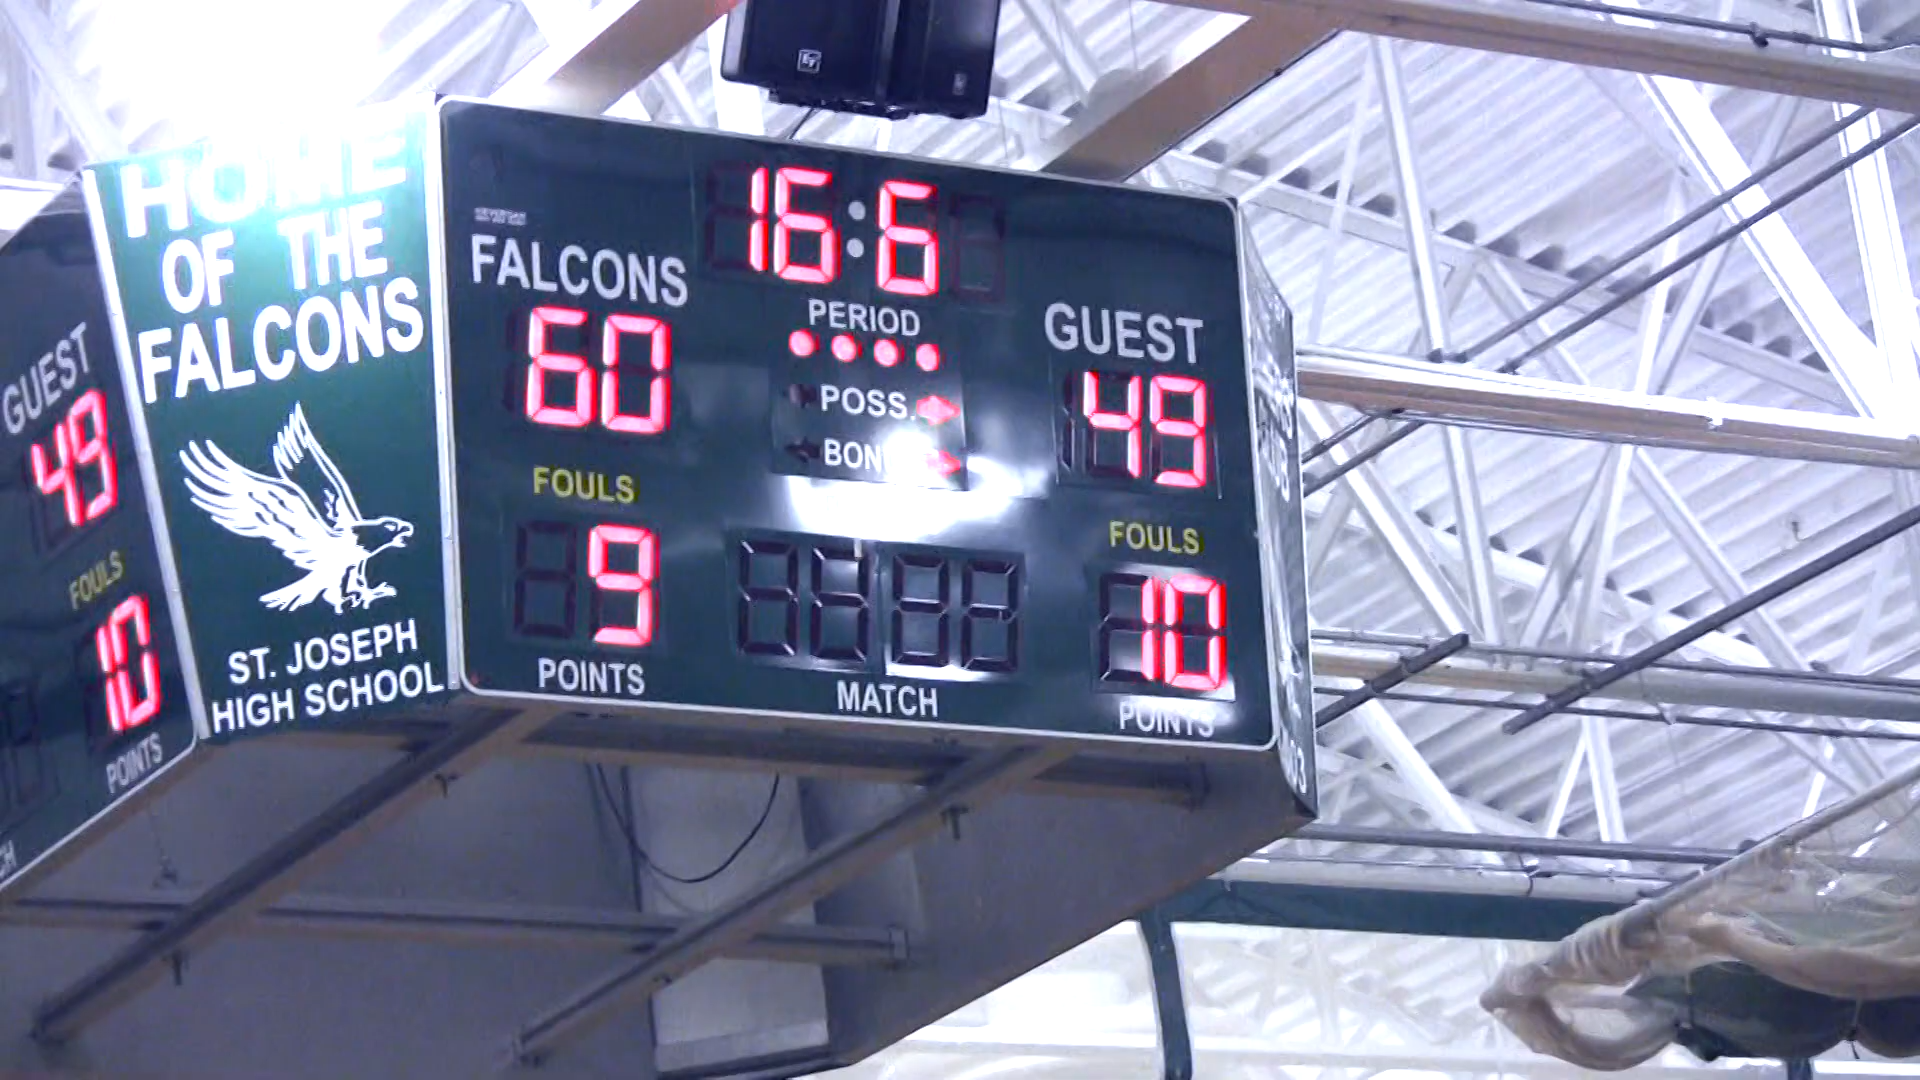 HOME
OF THE
FALCONS
ST. JOSEPH
HIGH SCHOOL
GUEST
49
FOULS
10
POINTS
16:6
FALCONS
60
PERIOD
POSS.
GUEST
49
FOULS
9
POINTS
MATCH
FOULS
10
POINTS
EV